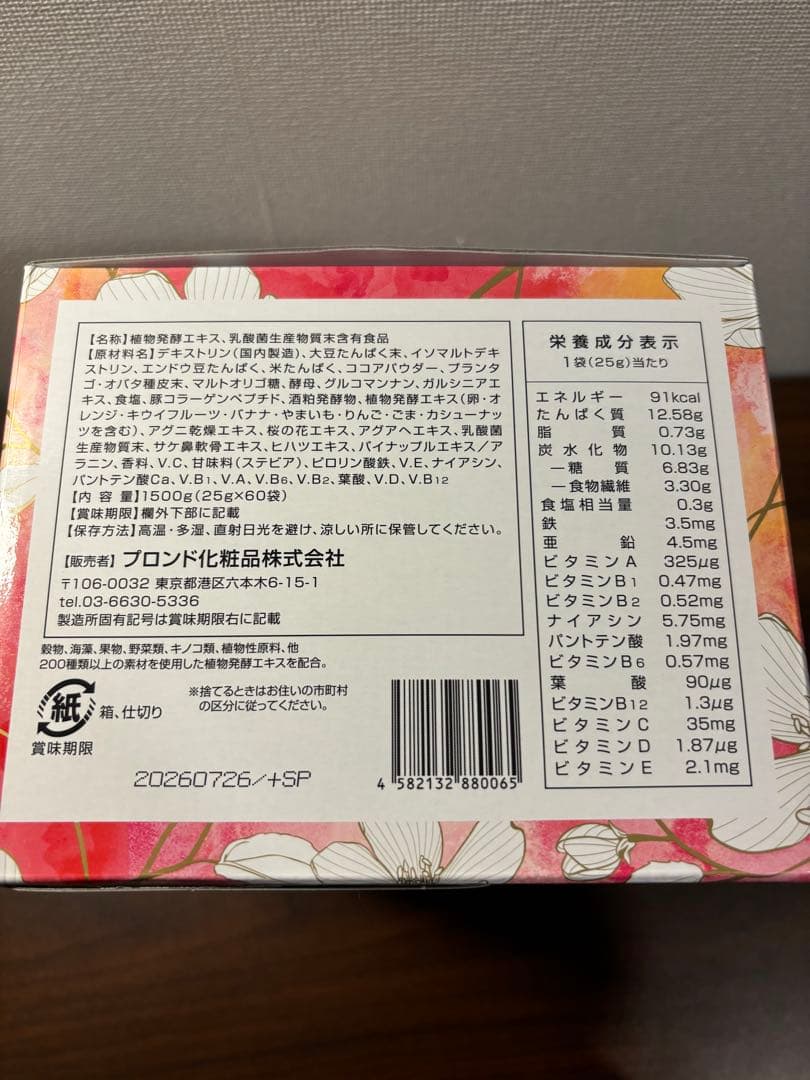 【名称】植物発酵エキス、乳酸菌生産物質末含有食品
【原材料名】デキストリン(国内製造)、大豆たんぱく末、イソマルトデキ
ストリン、エンドウ豆たんぱく、米たんぱく、ココアパウダー、プランタ
ゴ・オバタ種皮末、マルトオリゴ糖、酵母、グルコマンナン、ガルシニアエ
キス、食塩、豚コラーゲンペプチド、酒粕発酵物、植物発酵エキス(卵・オ
レンジ・キウイフルーツ・バナナ・やまいも・りんご・ごま・カシューナッ
ツを含む)、アグニ乾燥エキス、桜の花エキス、アグアヘエキス、乳酸菌
生産物質末、サケ鼻軟骨エキス、ヒハツエキス、パイナップルエキス/ア
ラニン、香料、V.C、甘味料(ステビア)、ピロリン酸鉄、V.E、ナイアシン、
パントテン酸Ca、V.B1、V.A、V.B6、V.B2、葉酸、V.D、V.B12
【内 容 量】1500g(25g×60袋)
【賞味期限】欄外下部に記載
【保存方法】高温・多湿、直射日光を避け、涼しい所に保管してください。
【販売者】ブロンド化粧品株式会社
〒106-0032 東京都港区六本木6-15-1
tel.03-6630-5336
製造所固有記号は賞味期限右に記載
穀物、海藻、果物、野菜類、キノコ類、植物性原料、他
200種類以上の素材を使用した植物発酵エキスを配合。
紙
箱、仕切り
※捨てるときはお住いの市町村
の区分に従ってください。
賞味期限
20260726/+SP
4 582132 880065
栄養成分表示
1袋(25g)当たり
エネルギー 91kcal
たんぱく質 12.58g
脂 質 0.73g
炭水化物 10.13g
―糖 質 6.83g
―食物繊維 3.30g
食塩相当量 0.3g
鉄 3.5mg
亜 鉛 4.5mg
ビタミンA 325μg
ビタミンB1 0.47mg
ビタミンB2 0.52mg
ナイアシン 5.75mg
パントテン酸 1.97mg
ビタミンB6 0.57mg
葉 酸 90μg
ビタミンB12 1.3μg
ビタミンC 35mg
ビタミンD 1.87μg
ビタミンE 2.1mg